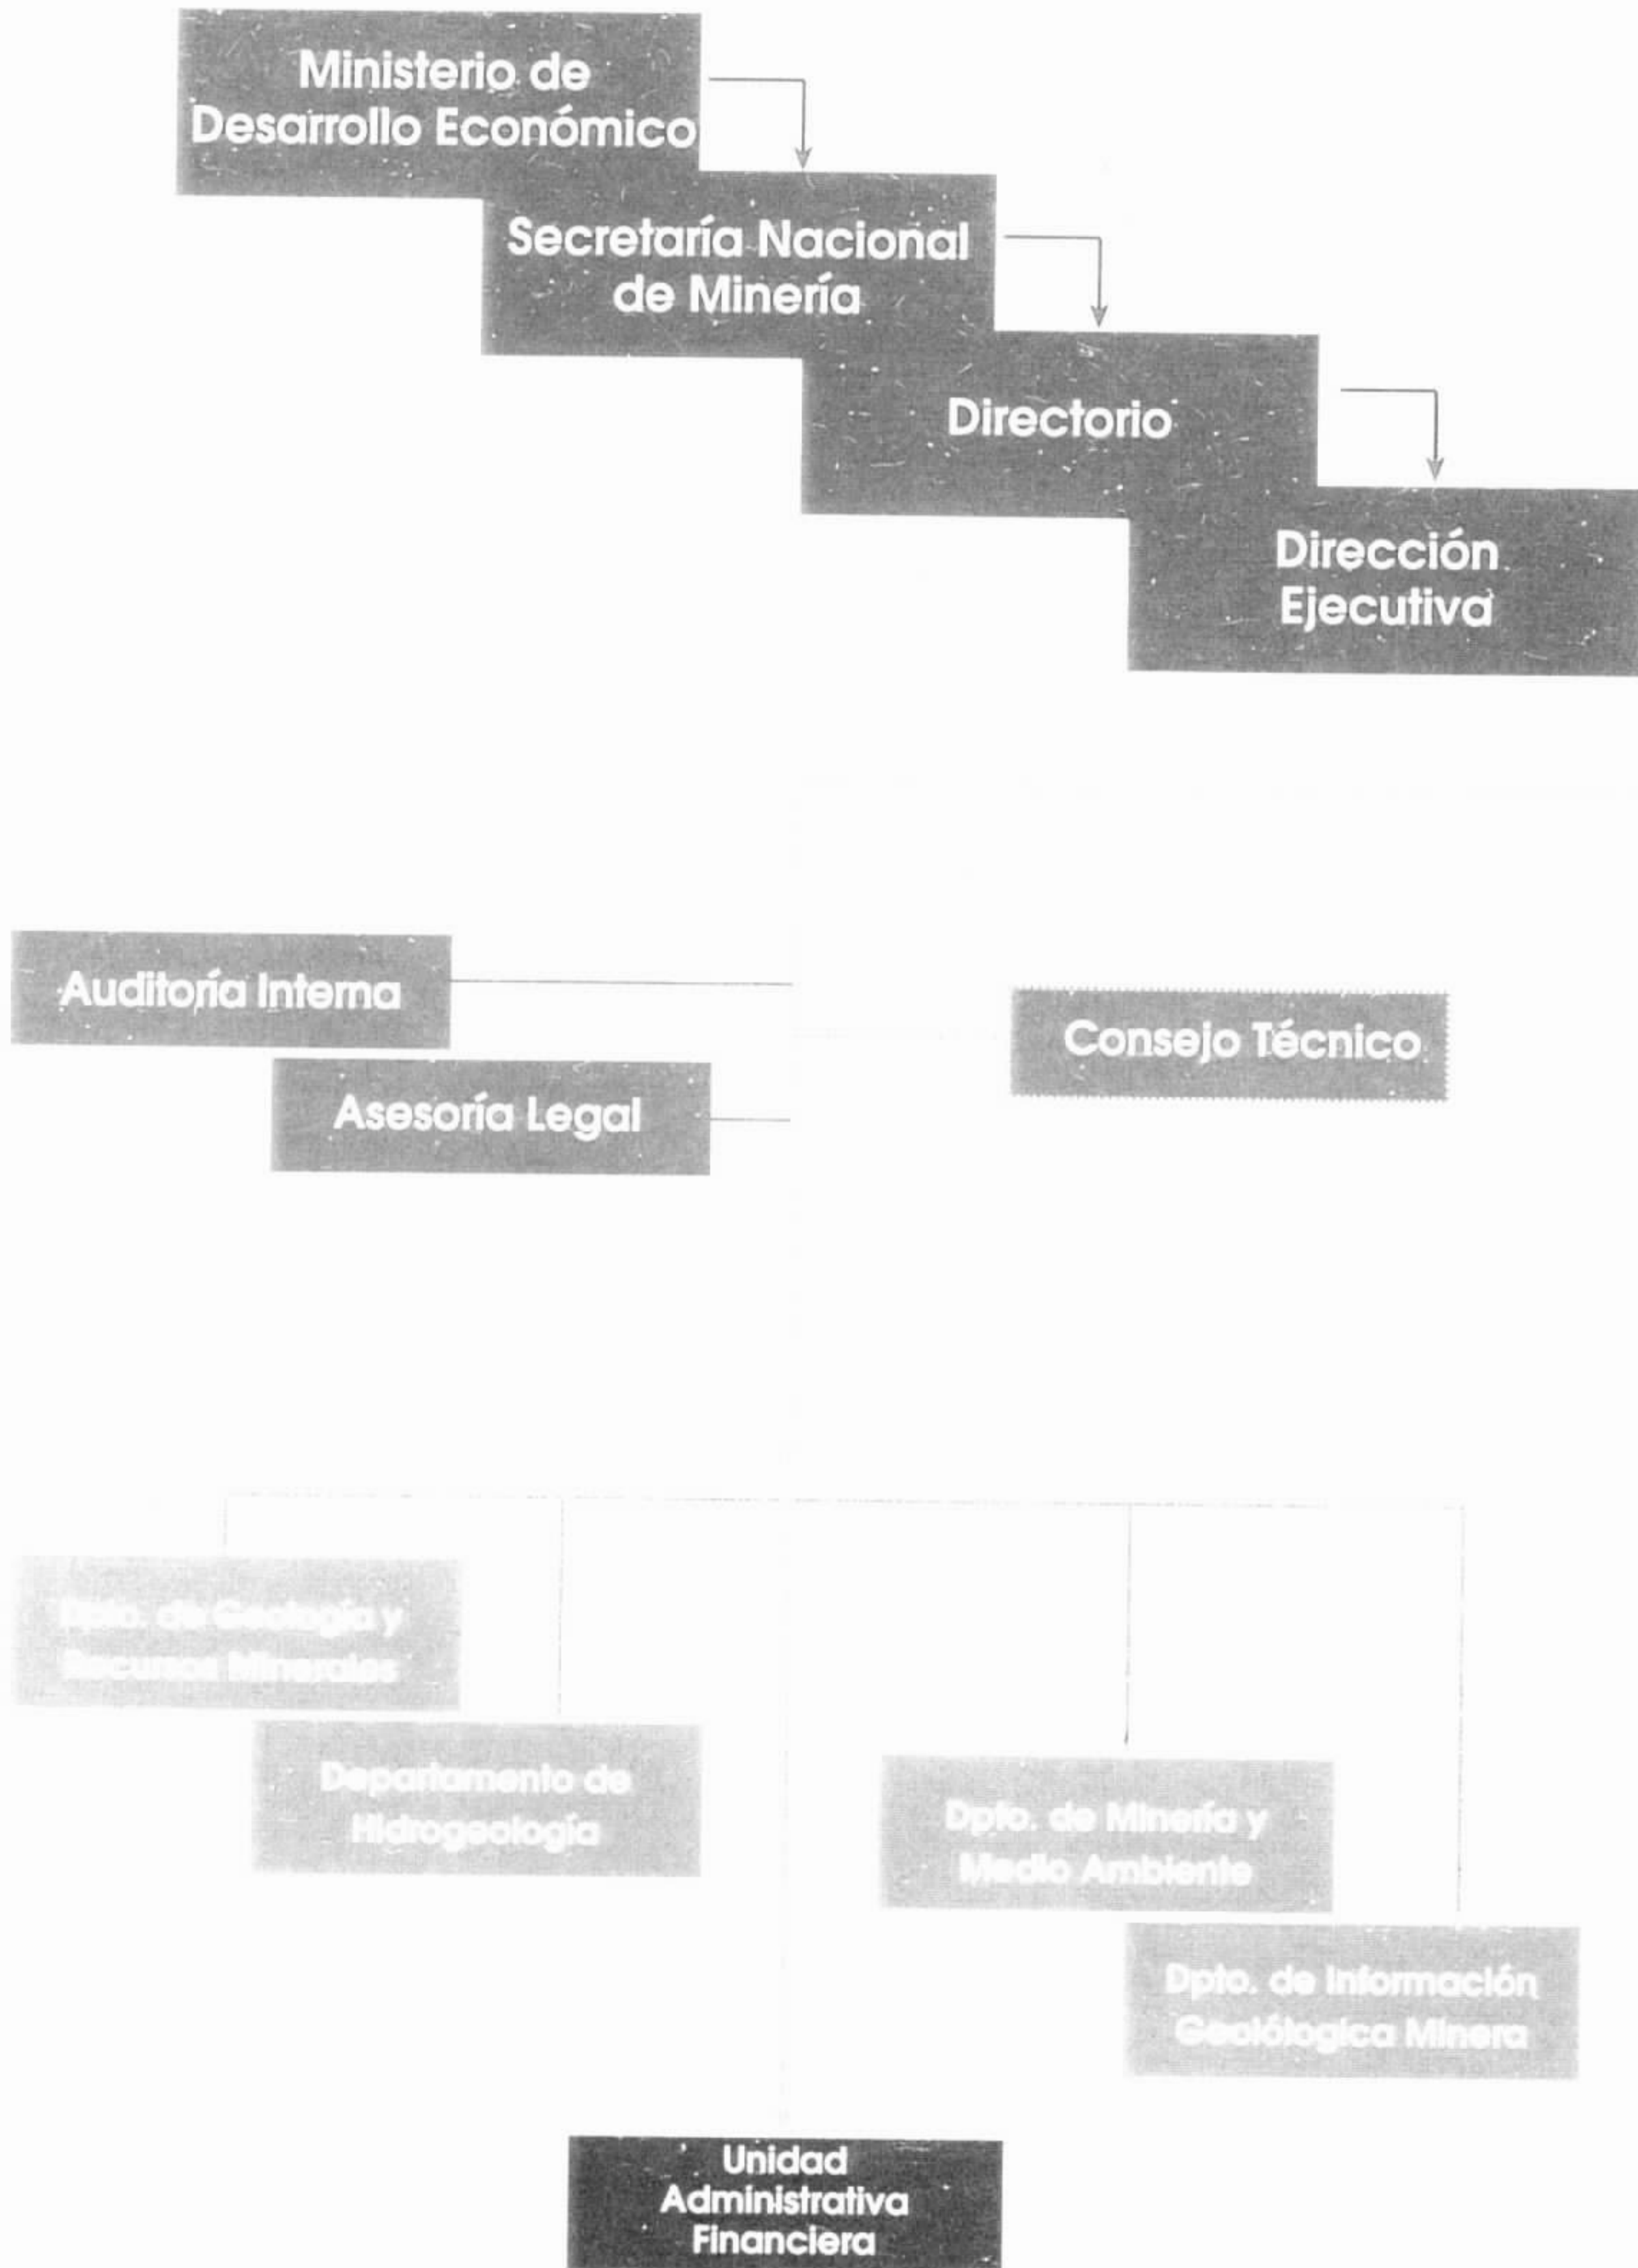 Ministerio de
Desarrollo Económico
Secretaría Nacional
de Minería
Directorio
Dirección
Ejecutiva
Auditoría Interna
Consejo Técnico
Asesoría Legal
Dpto. de Geología y
Recursos Minerales
Departamento de
Hidrogeología
Dpto. de Minería y
Medio Ambiente
Dpto. de Información
Geolólogica Minera
Unidad
Administrativa
Financiera